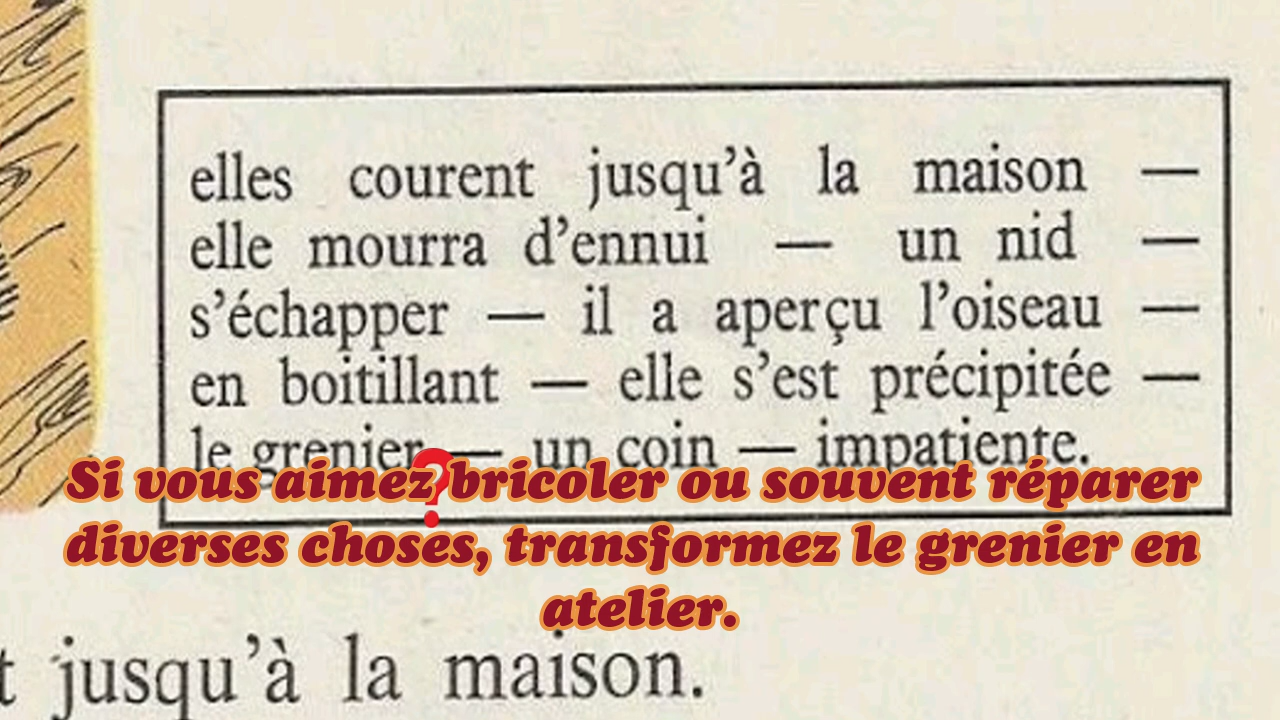 elles courent jusqu'à la maison —
elle mourra d'ennui — un nid —
s'échapper — il a aperçu l'oiseau —
en boitillant — elle s'est précipitée —
le grenier — un coin — impatiente.
Si vous aimez❓bricoler ou souvent réparer
diverses choses, transformez le grenier en
atelier.
t jusqu'à la maison.